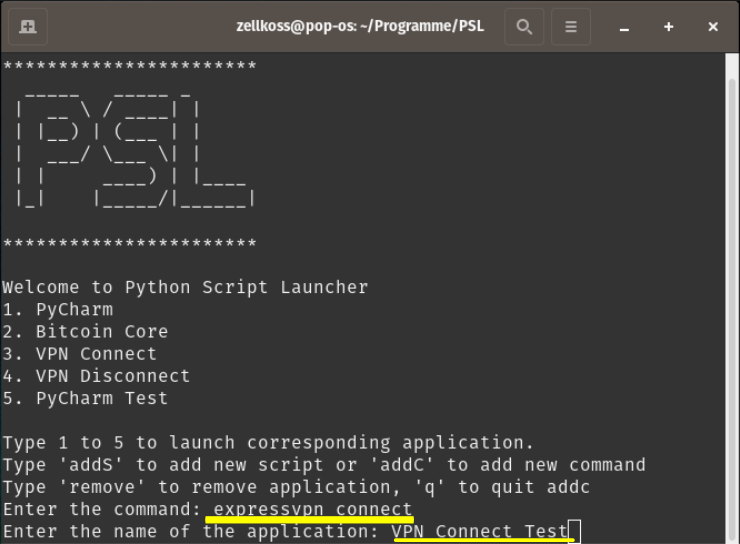 zellkoss@pop-os: ~/Programme/PSL
***********************
PSL
***********************
Welcome to Python Script Launcher
1. PyCharm
2. Bitcoin Core
3. VPN Connect
4. VPN Disconnect
5. PyCharm Test
Type 1 to 5 to launch corresponding application.
Type 'addS' to add new script or 'addC' to add new command
Type 'remove' to remove application, 'q' to quit addc
Enter the command: expressvpn connect
Enter the name of the application: VPN Connect Test